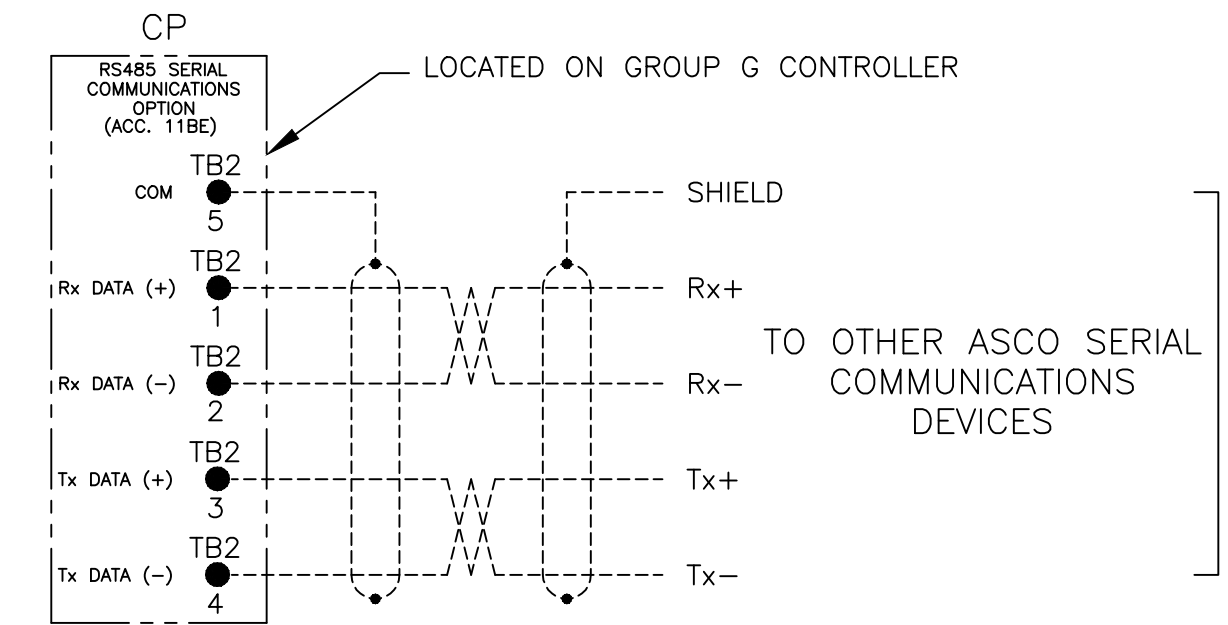 CP
RS485 SERIAL
COMMUNICATIONS
OPTION
(ACC. 11BE)
LOCATED ON GROUP G CONTROLLER
TB2
COM
5
SHIELD
TB2
Rx DATA (+)
1
Rx+
TB2
Rx DATA (-)
2
Rx-
TB2
Tx DATA (+)
3
Tx+
TB2
Tx DATA (-)
4
Tx-
TO OTHER ASCO SERIAL
COMMUNICATIONS
DEVICES